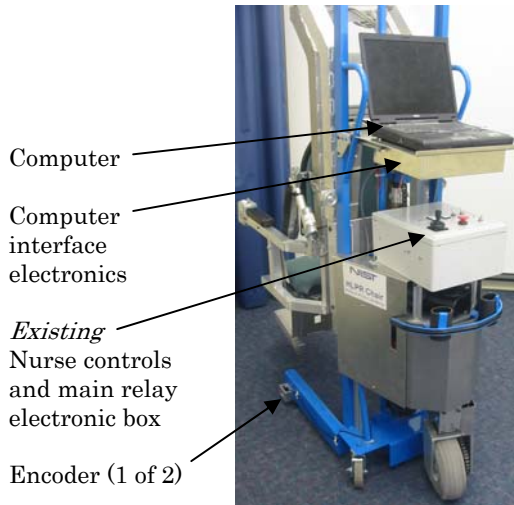 Computer
Computer
interface
electronics
Existing
Nurse controls
and main relay
electronic box
Encoder (1 of 2)
NIST
HLPR Chair